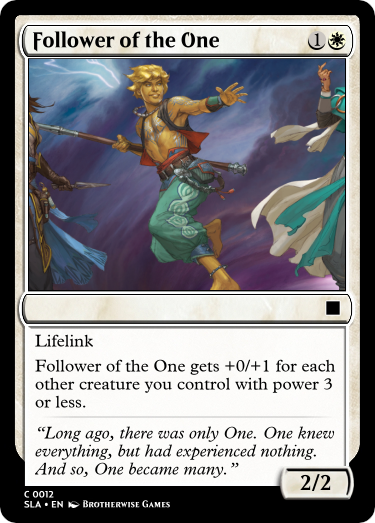 Follower of the One 1
Lifelink
Follower of the One gets +0/+1 for each
other creature you control with power 3
or less.
“Long ago, there was only One. One knew
everything, but had experienced nothing.
And so, One became many.”
2/2
C 0012
SLA • EN Brotherwise Games